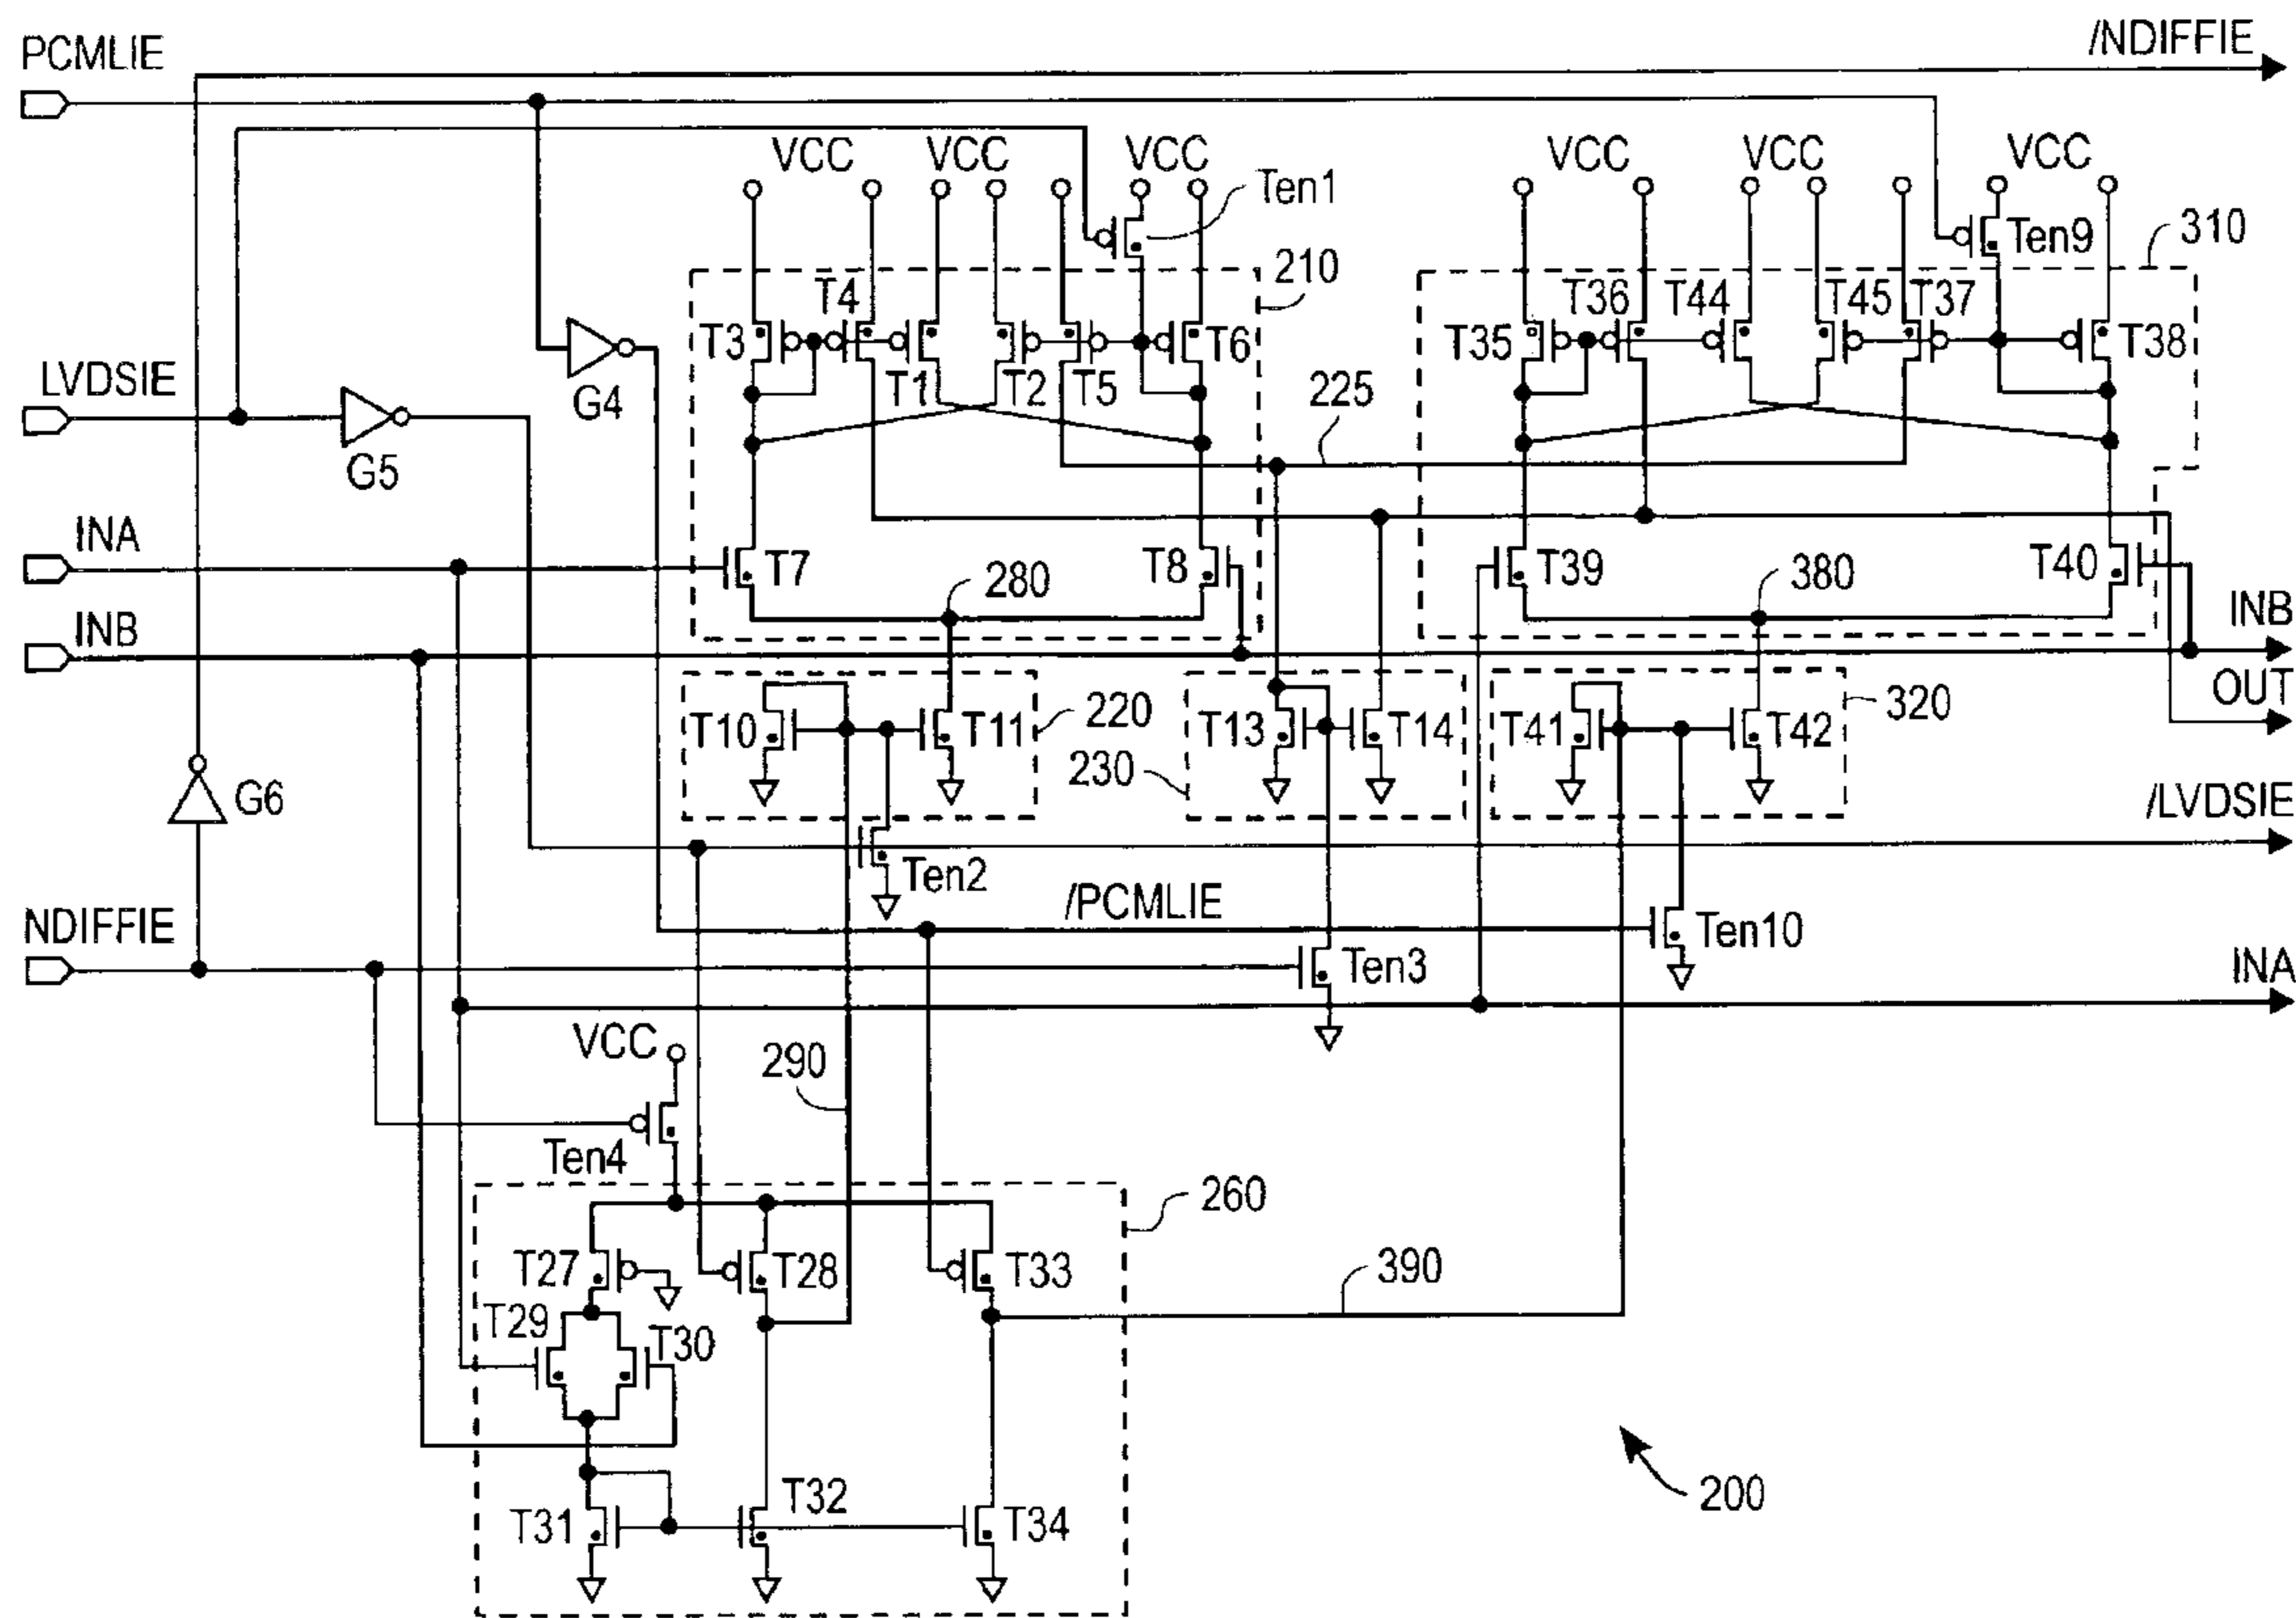 PCMLIE
/NDIFFIE
VCC VCC VCC Ten1 VCC VCC VCC
Ten9 310
210
T4 T36 T44 T45 T37
T3 T6 T35 T38
G4 T1 T2 T5
LVDSIE
225
G5
INA
T7 T8 T39 T40
280 380
INB INB
OUT
T10 T11 220 T13 T14 T41 T42 320
230
G6
/LVDSIE
Ten2
/PCMLIE
NDIFFIE Ten10
Ten3 INA
VCC 290
Ten4
260
T27 T28 T33 390
T29 T30
T31 T32 T34
200